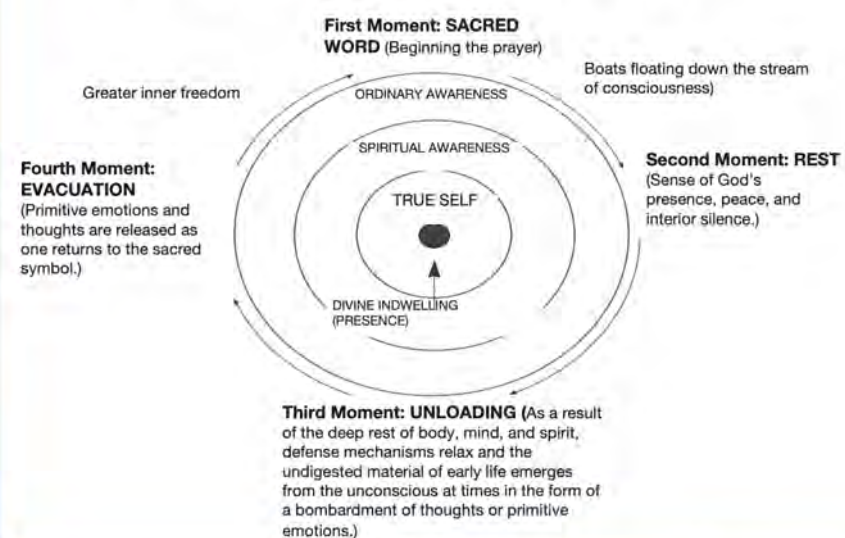 First Moment: SACRED
WORD (Beginning the prayer)
Boats floating down the stream
of consciousness)
Greater inner freedom
ORDINARY AWARENESS
SPIRITUAL AWARENESS
TRUE SELF
DIVINE INDWELLING
(PRESENCE)
Second Moment: REST
(Sense of God's
presence, peace, and
interior silence.)
Third Moment: UNLOADING (As a result
of the deep rest of body, mind, and spirit,
defense mechanisms relax and the
undigested material of early life emerges
from the unconscious at times in the form of
a bombardment of thoughts or primitive
emotions.)
Fourth Moment:
EVACUATION
(Primitive emotions and
thoughts are released as
one returns to the sacred
symbol.)